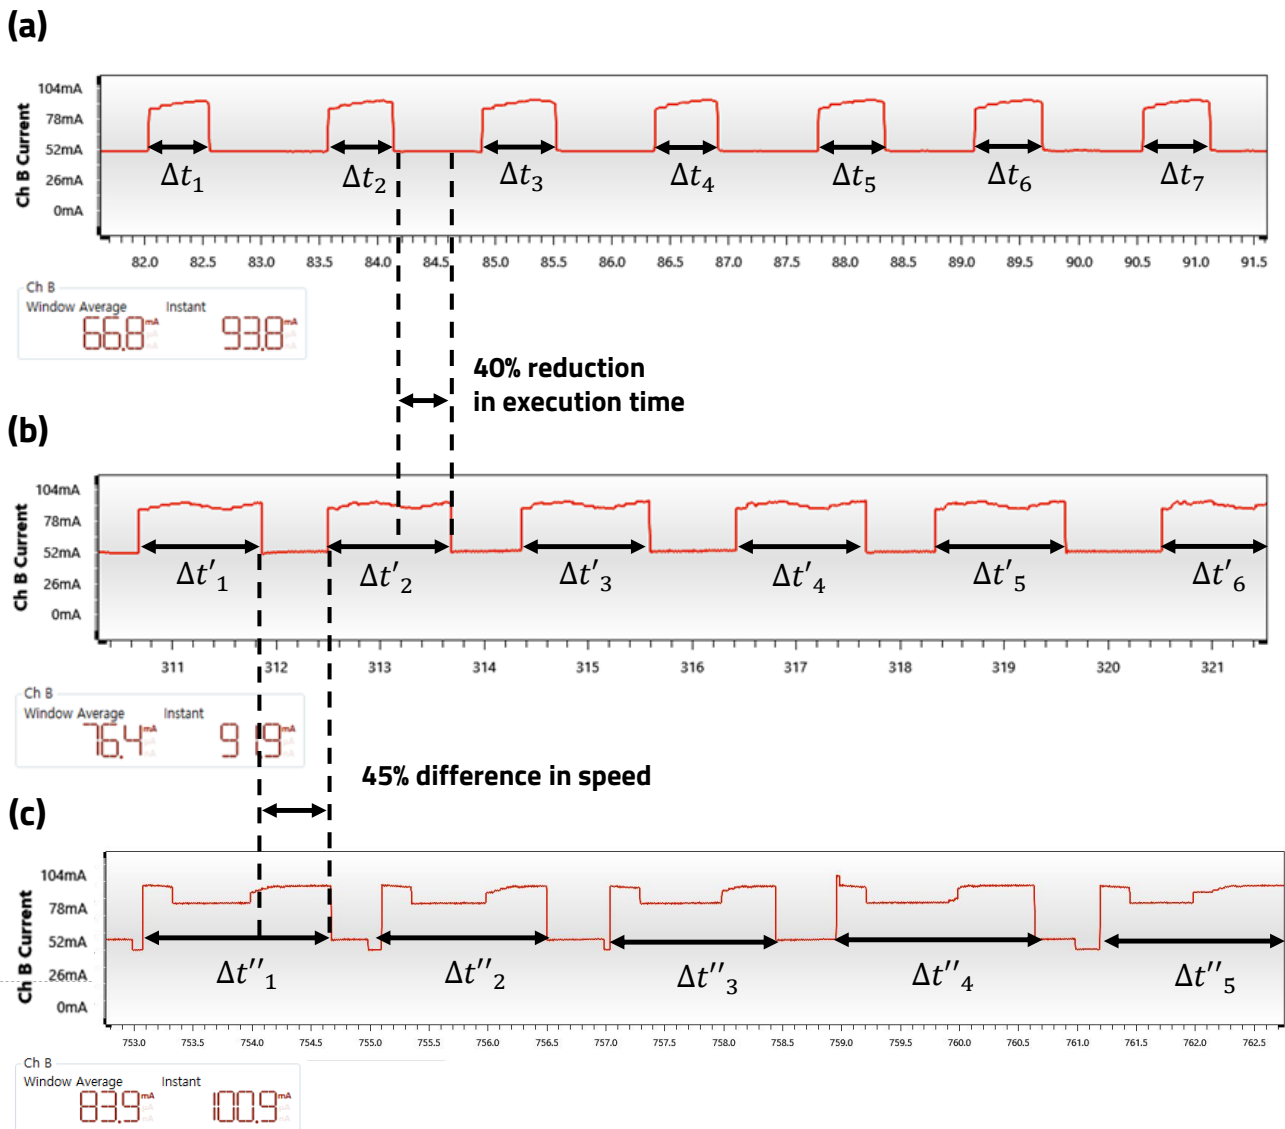 (a)
Ch B Current
104mA
78mA
52mA
26mA
0mA
Δt₁ Δt₂ Δt₃ Δt₄ Δt₅ Δt₆ Δt₇
82.0 82.5 83.0 83.5 84.0 84.5 85.0 85.5 86.0 86.5 87.0 87.5 88.0 88.5 89.0 89.5 90.0 90.5 91.0 91.5
Ch B
Window Average Instant
66.8 mA 93.8 mA
40% reduction
in execution time
(b)
Ch B Current
104mA
78mA
52mA
26mA
0mA
Δt′₁ Δt′₂ Δt′₃ Δt′₄ Δt′₅ Δt′₆
311 312 313 314 315 316 317 318 319 320 321
Ch B
Window Average Instant
76.4 mA 91.9 mA
45% difference in speed
(c)
Ch B Current
104mA
78mA
52mA
26mA
0mA
Δt′′₁ Δt′′₂ Δt′′₃ Δt′′₄ Δt′′₅
753.0 753.5 754.0 754.5 755.0 755.5 756.0 756.5 757.0 757.5 758.0 758.5 759.0 759.5 760.0 760.5 761.0 761.5 762.0 762.5
Ch B
Window Average Instant
83.9 mA 100.9 mA